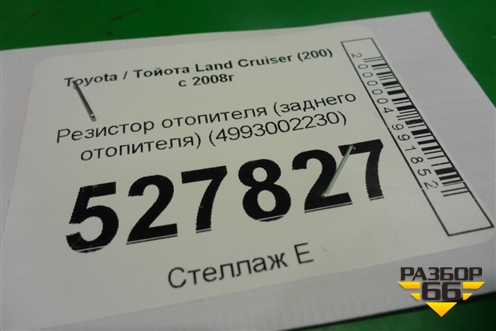 Toyota / Тойота Land Cruiser (200)
с 2008г
Резистор отопителя (заднего
отопителя) (4993002230)
527827
Стеллаж Е
2000004991852
РАЗБОР
66